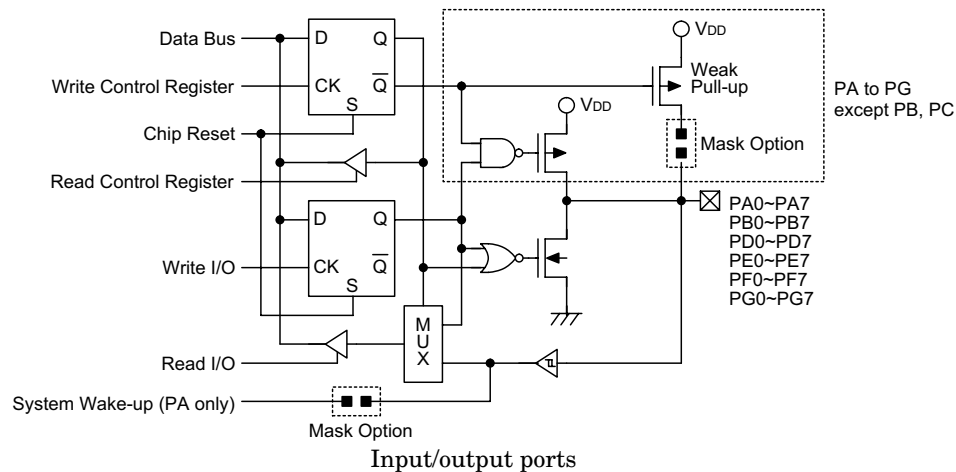 VDD
Data Bus
D
Q
Weak
Pull-up
Write Control Register
CK
Q
PA to PG
except PB, PC
S
VDD
Chip Reset
Mask Option
Read Control Register
PA0~PA7
PB0~PB7
PD0~PD7
PE0~PE7
PF0~PF7
PG0~PG7
D
Q
Write I/O
CK
Q
S
M
U
X
Read I/O
System Wake-up (PA only)
Mask Option
Input/output ports